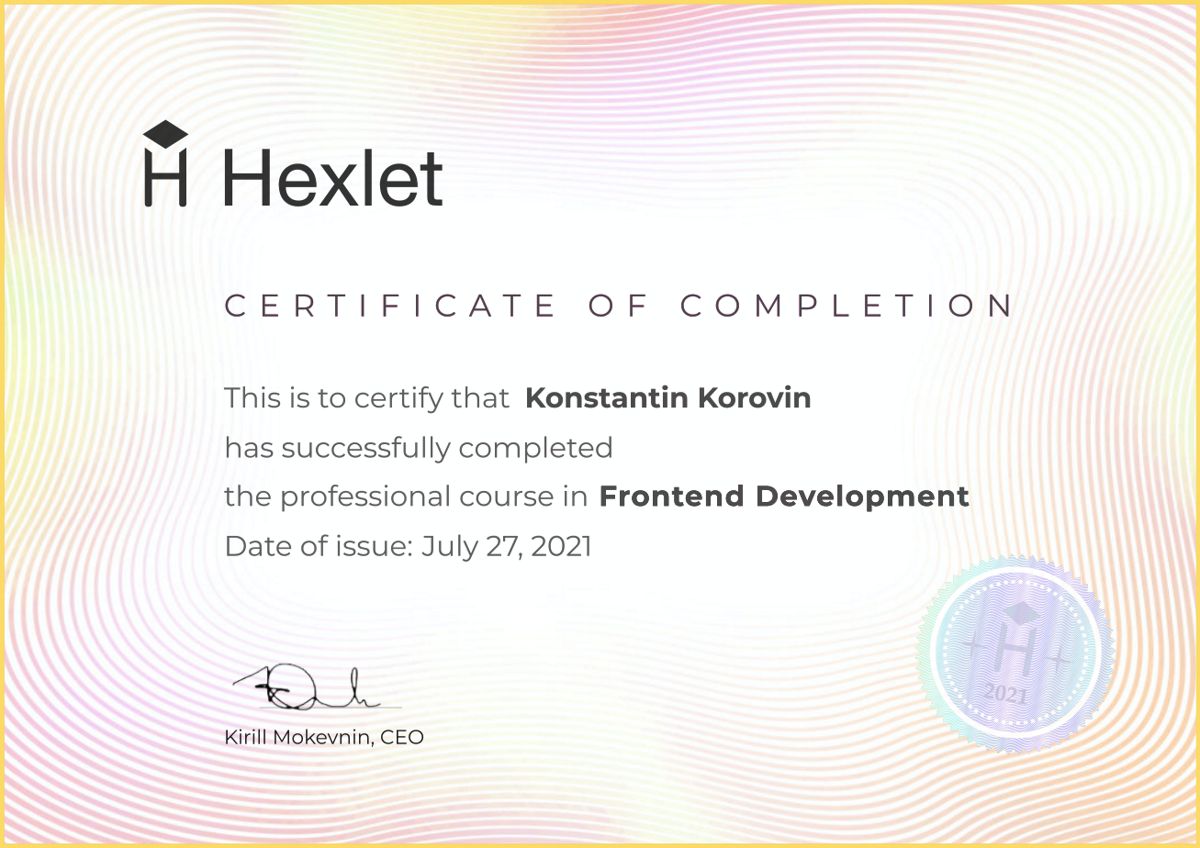 Hexlet
CERTIFICATE OF COMPLETION
This is to certify that Konstantin Korovin
has successfully completed
the professional course in Frontend Development
Date of issue: July 27, 2021
Kirill Mokevnin, CEO
H
2021